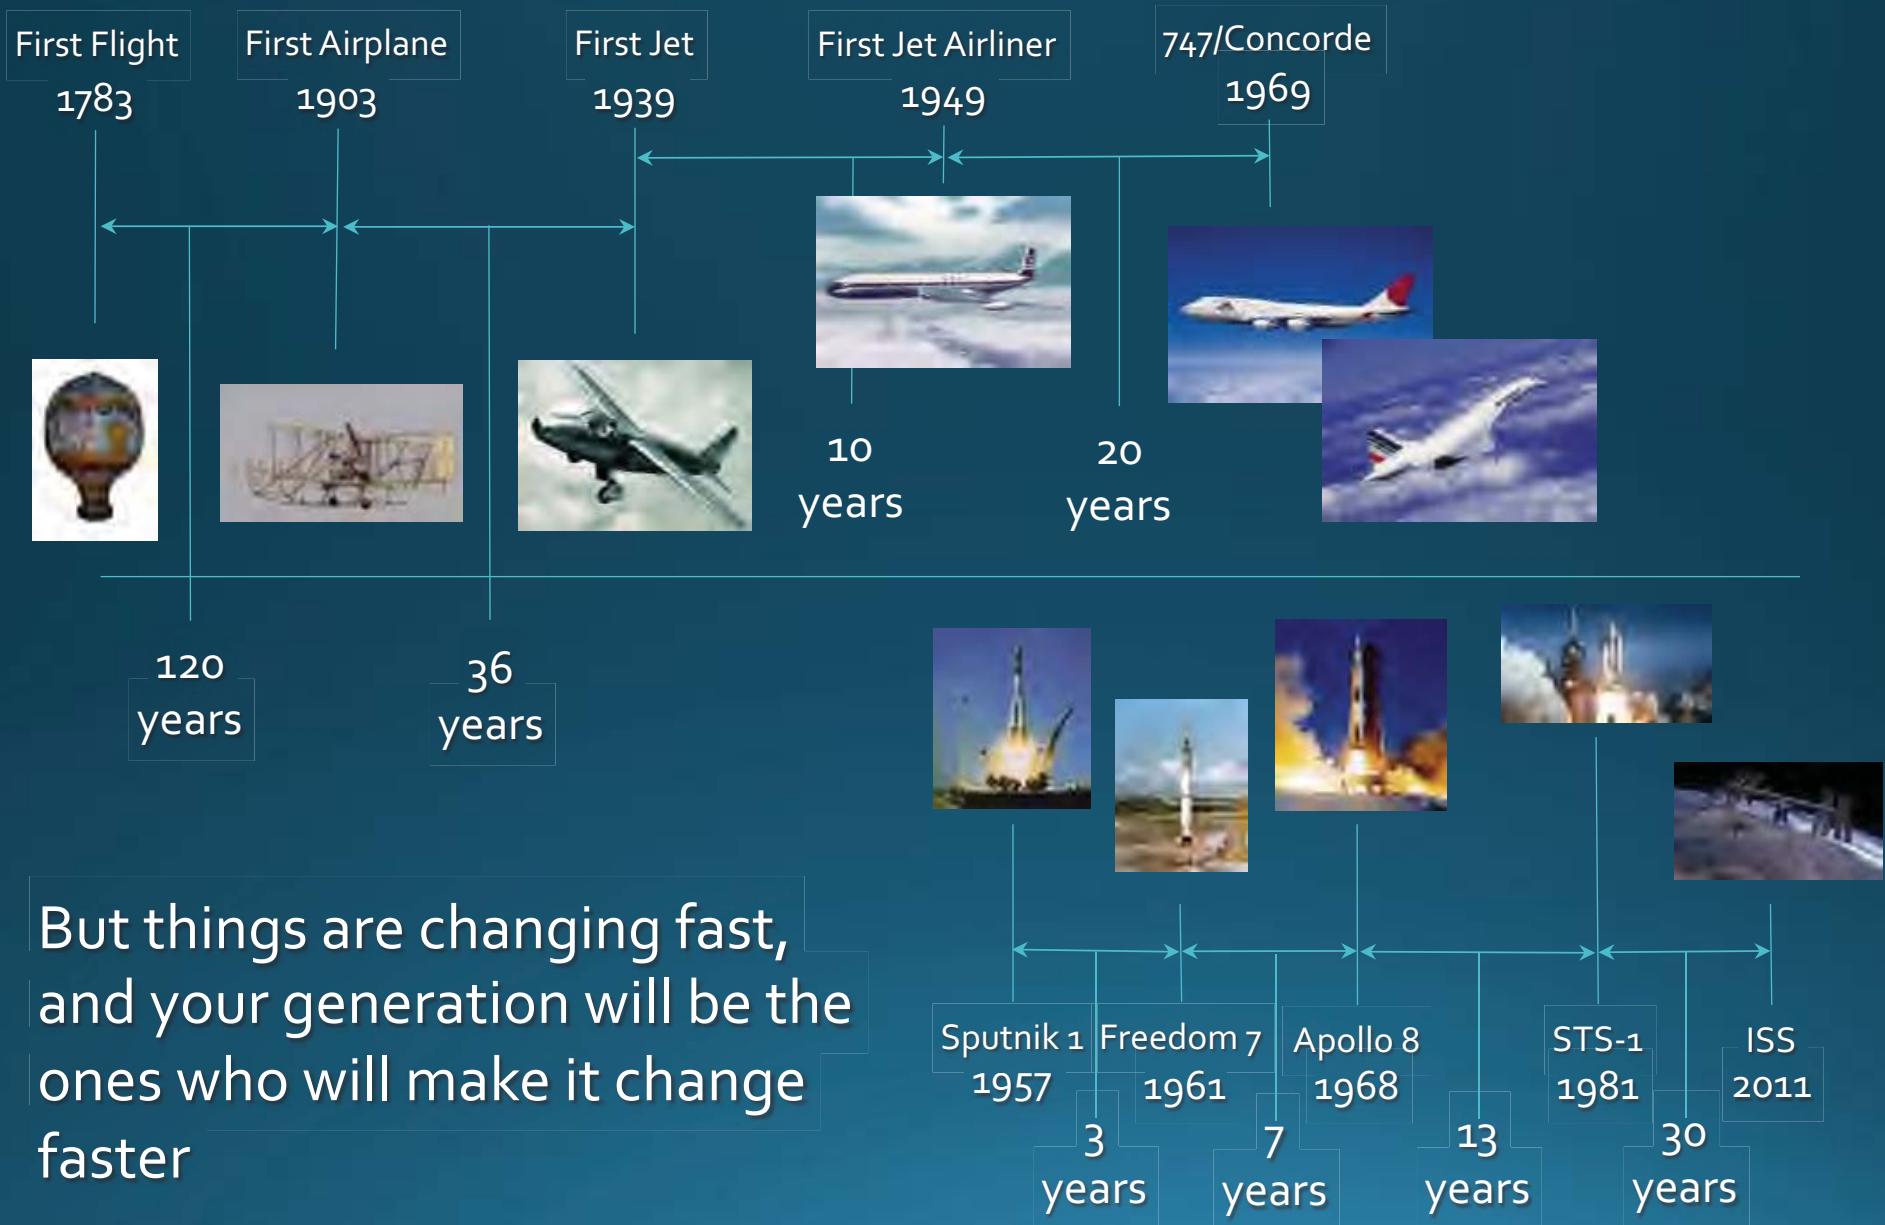 First Flight
1783
First Airplane
1903
First Jet
1939
First Jet Airliner
1949
747/Concorde
1969
10
years
20
years
120
years
36
years
But things are changing fast,
and your generation will be the
ones who will make it change
faster
Sputnik 1
1957
Freedom 7
1961
Apollo 8
1968
STS-1
1981
ISS
2011
3
years
7
years
13
years
30
years